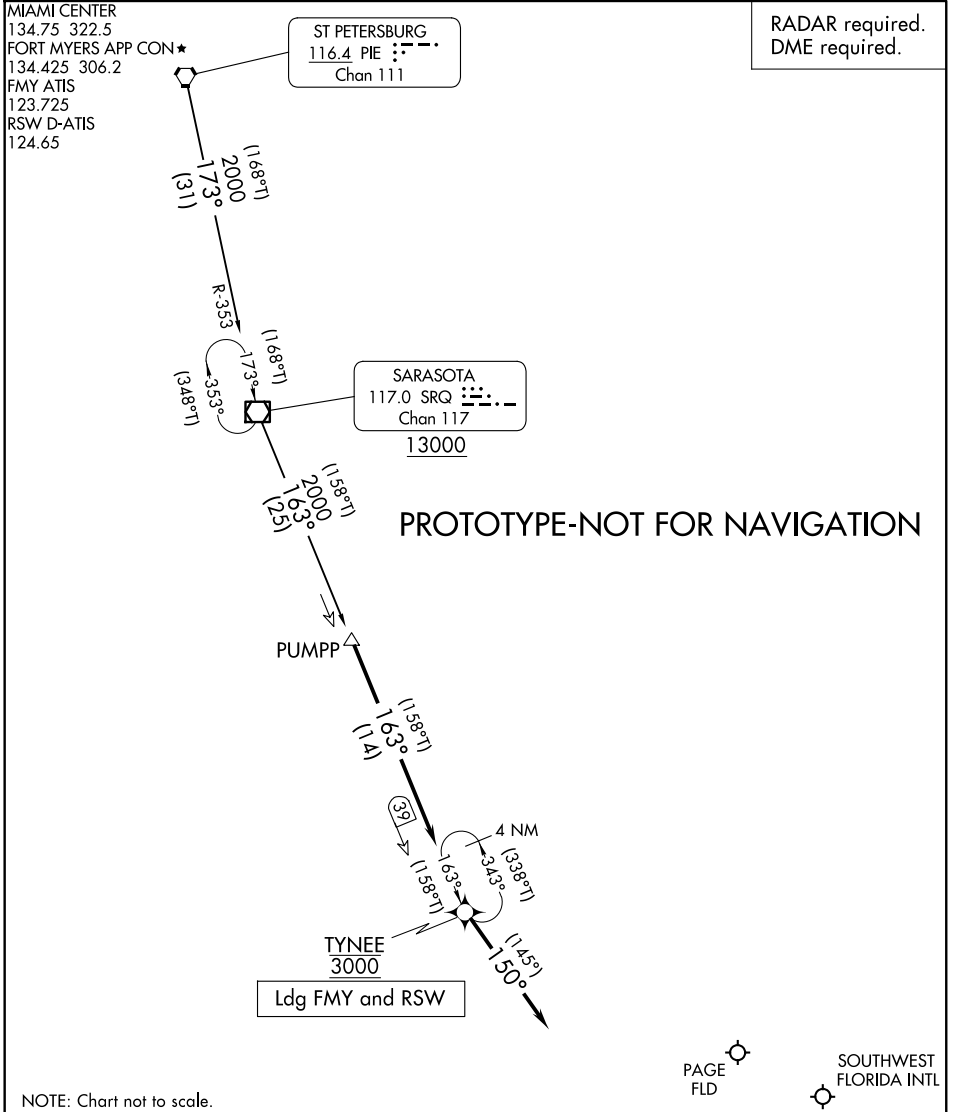 MIAMI CENTER
134.75 322.5
FORT MYERS APP CON★
134.425 306.2
FMY ATIS
123.725
RSW D-ATIS
124.65
ST PETERSBURG
116.4 PIE
Chan 111
RADAR required.
DME required.
(168°T)
2000
173°
(31)
R-353
(168°T)
173°
353°
(348°T)
SARASOTA
117.0 SRQ
Chan 117
13000
(158°T)
2000
163°
(25)
PROTOTYPE-NOT FOR NAVIGATION
PUMPP
(158°T)
163°
(14)
39
(158°T)
163°
4 NM
343°
(338°T)
TYNEE
3000
Ldg FMY and RSW
(145°)
150°
PAGE
FLD
SOUTHWEST
FLORIDA INTL
NOTE: Chart not to scale.